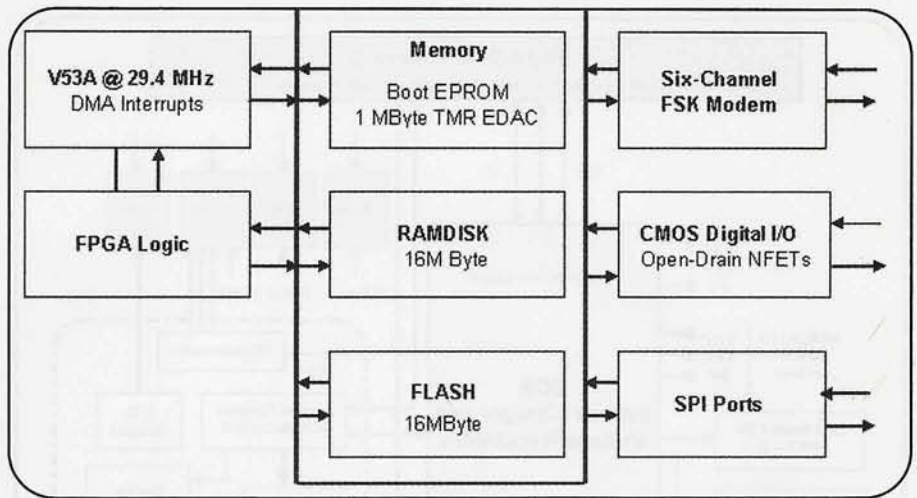 V53A @ 29.4 MHz
DMA Interrupts
FPGA Logic
Memory
Boot EPROM
1 MByte TMR EDAC
RAMDISK
16M Byte
FLASH
16MByte
Six-Channel
FSK Modem
CMOS Digital I/O
Open-Drain NFETs
SPI Ports